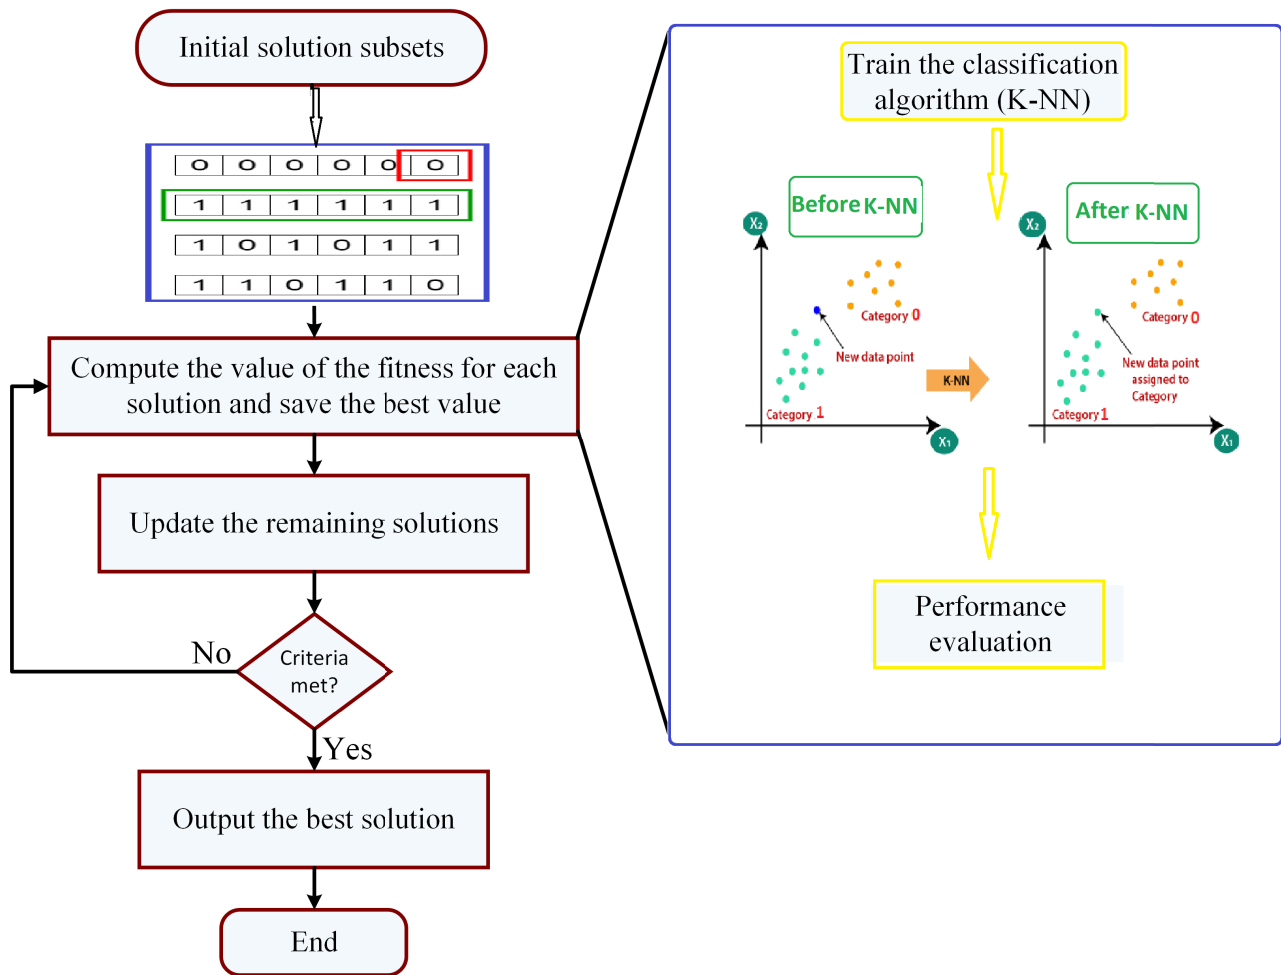 Initial solution subsets
0 0 0 0 0 0
1 1 1 1 1 1
1 0 1 0 1 1
1 1 0 1 1 0
Compute the value of the fitness for each
solution and save the best value
Update the remaining solutions
Criteria
met?
No
Yes
Output the best solution
End
Train the classification
algorithm (K-NN)
Before K-NN
X₂
Category 0
New data point
Category 1
X₁
K-NN
After K-NN
X₂
Category 0
New data point
assigned to
Category
Category 1
X₁
Performance
evaluation